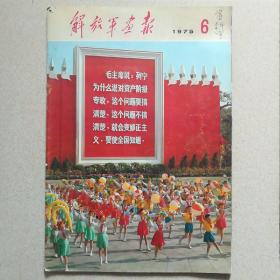 解放军画报
1975 6
毛主席说，列宁
为什么说对资产阶级
专政，这个问题要搞
清楚。这个问题不搞
清楚，就会变修正主
义。要使全国知道。